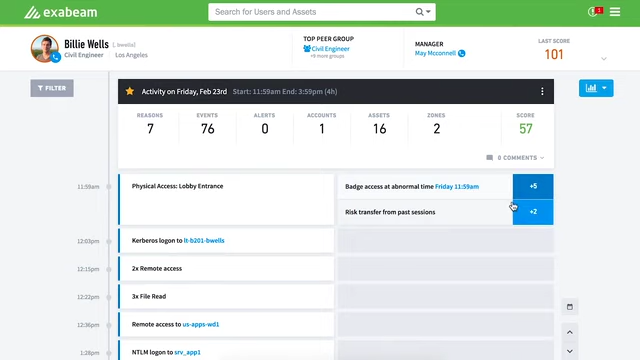 exabeam
Search for Users and Assets
1
Billie Wells [.bwells]
Civil Engineer Los Angeles
TOP PEER GROUP
Civil Engineer
+9 more groups
MANAGER
May Mcconnell
LAST SCORE
101
FILTER
Activity on Friday, Feb 23rd Start: 11:59am End: 3:59pm (4h)
REASONS EVENTS ALERTS ACCOUNTS ASSETS ZONES SCORE
7 76 0 1 16 2 57
0 COMMENTS
11:59am Physical Access: Lobby Entrance Badge access at abnormal time Friday 11:59am +5
Risk transfer from past sessions +2
12:03pm Kerberos logon to lt-b201-bwells
12:15pm 2x Remote access
12:22pm 3x File Read
12:36pm Remote access to us-apps-wd1
1:28pm NTLM logon to srv_app1